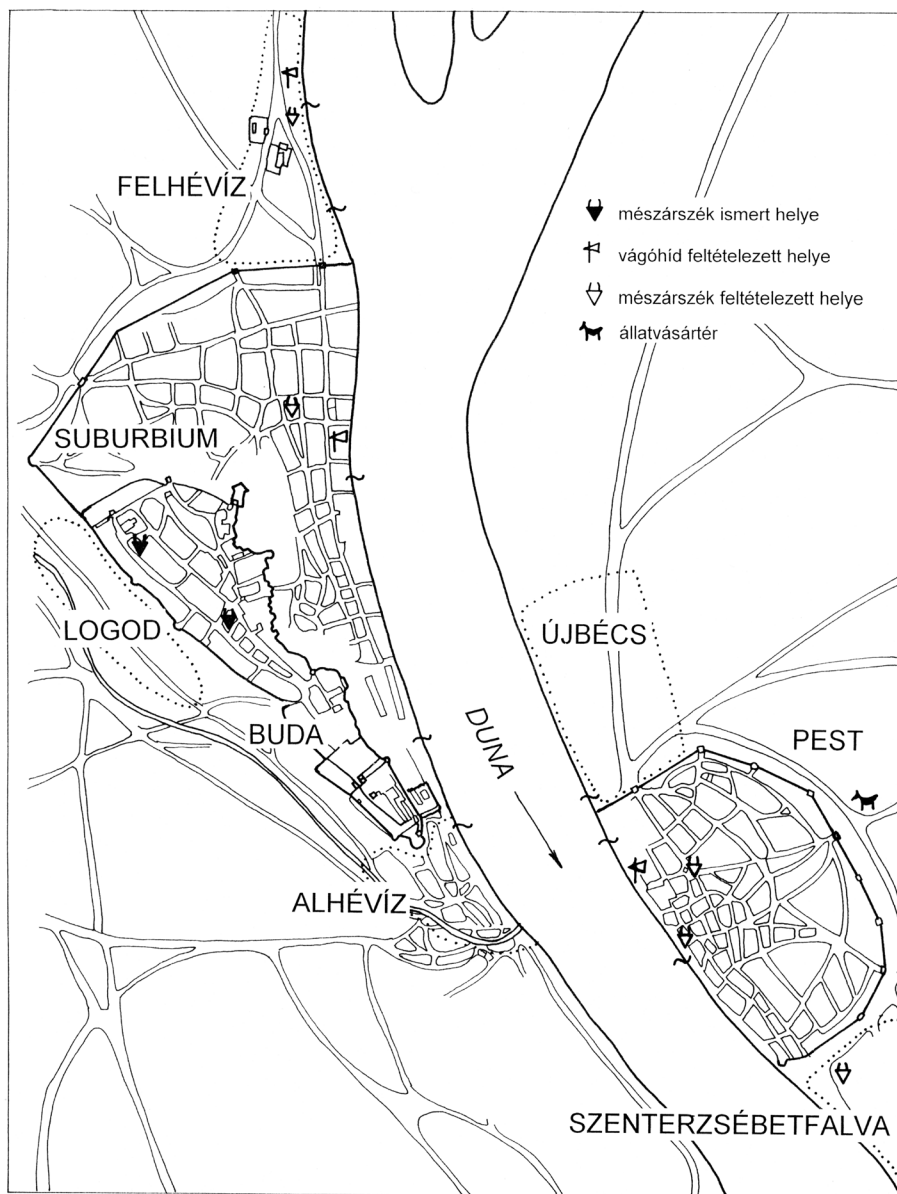 FELHÉVÍZ
mészárszék ismert helye
vágóhíd feltételezett helye
mészárszék feltételezett helye
állatvásártér
SUBURBIUM
LOGOD
ÚJBÉCS
BUDA
DUNA
PEST
ALHÉVÍZ
SZENTERZSÉBETFALVA